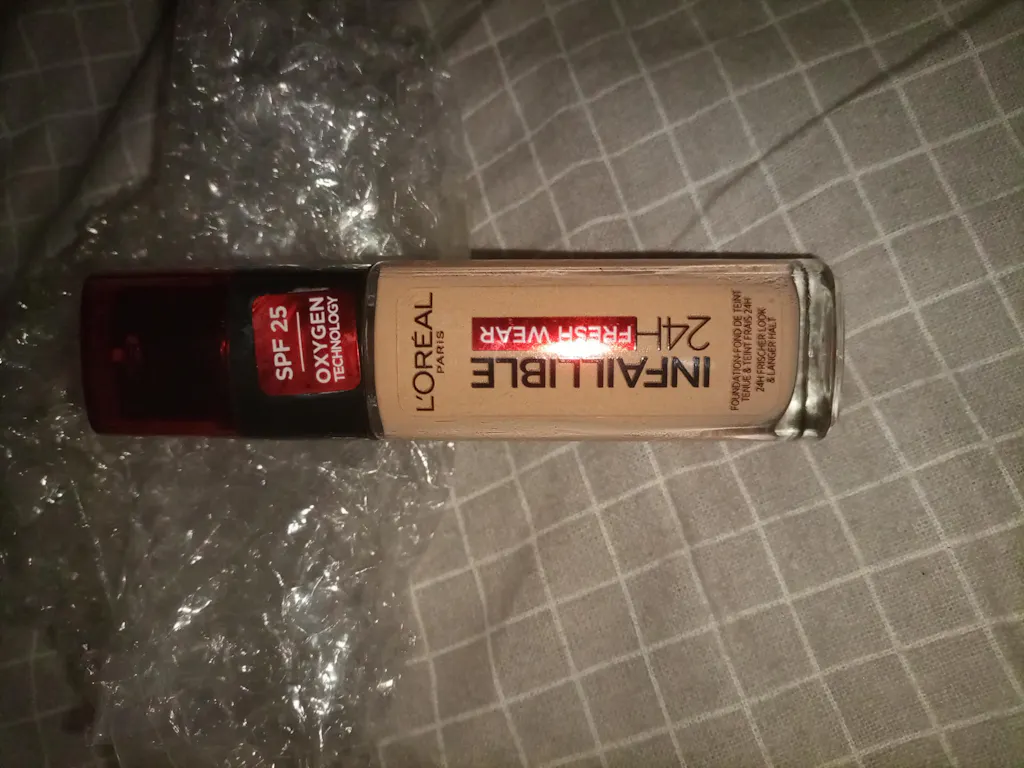 SPF 25
OXYGEN
TECHNOLOGY
L'ORÉAL
PARIS
INFAILLIBLE
24H
FRESH WEAR
FOUNDATION-FOND DE TEINT
TENUE & TEINT FRAIS 24H
24H FRISCHER LOOK
& LANGER HALT